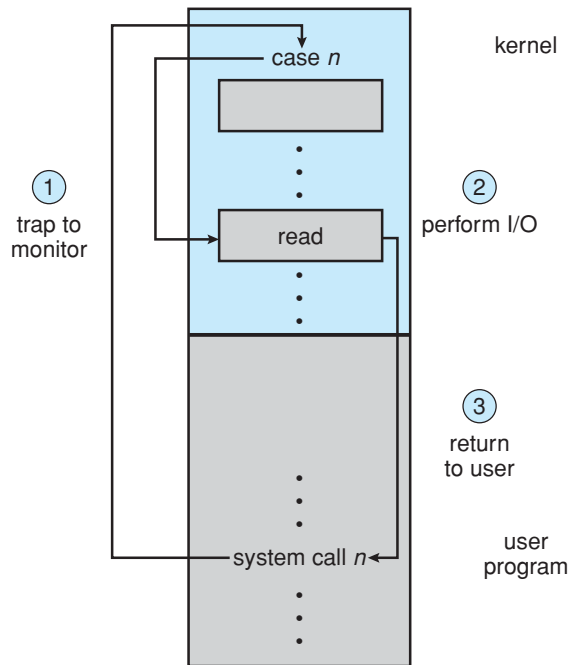 kernel
case n
1
trap to
monitor
2
perform I/O
read
3
return
to user
system call n
user
program